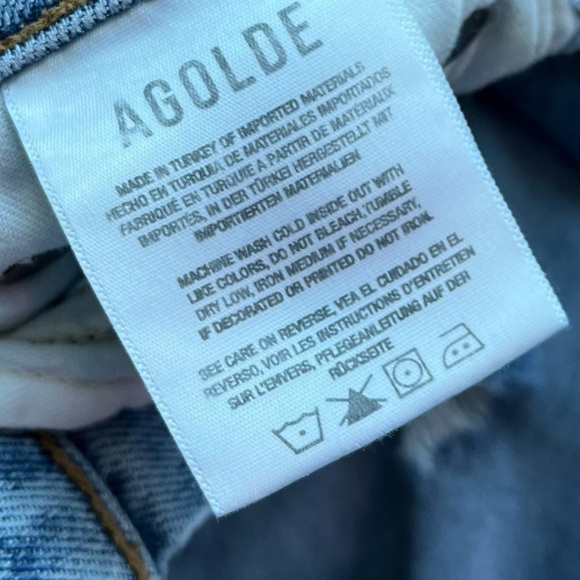 AGOLDE
MADE IN TURKEY OF IMPORTED MATERIALS
HECHO EN TURQUIA DE MATERIALES IMPORTADOS
FABRIQUÉ EN TURQUIE À PARTIR DE MATÉRIAUX
IMPORTÉS, IN DER TÜRKEI HERGESTELLT MIT
IMPORTIERTEN MATERIALIEN
MACHINE WASH COLD INSIDE OUT WITH
LIKE COLORS, DO NOT BLEACH, TUMBLE
DRY LOW, IRON MEDIUM IF NECESSARY.
IF DECORATED OR PRINTED DO NOT IRON.
SEE CARE ON REVERSE, VEA EL CUIDADO EN EL
REVERSO, VOIR LES INSTRUCTIONS D'ENTRETIEN
SUR L'ENVERS, PFLEGEANLEITUNG AUF DER
RÜCKSEITE